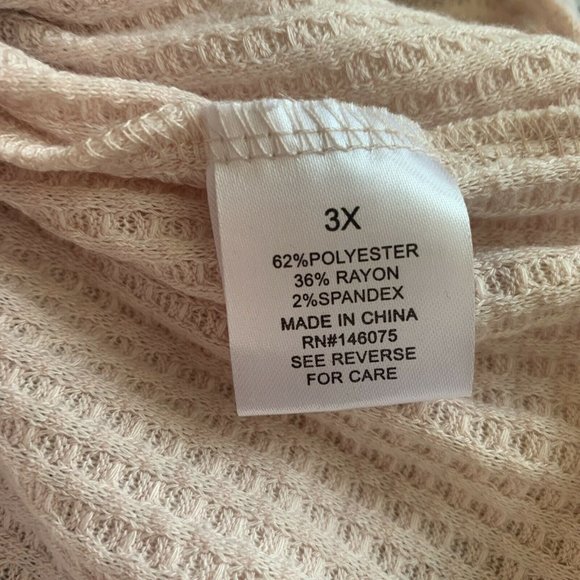 3X
62%POLYESTER
36% RAYON
2%SPANDEX
MADE IN CHINA
RN#146075
SEE REVERSE
FOR CARE